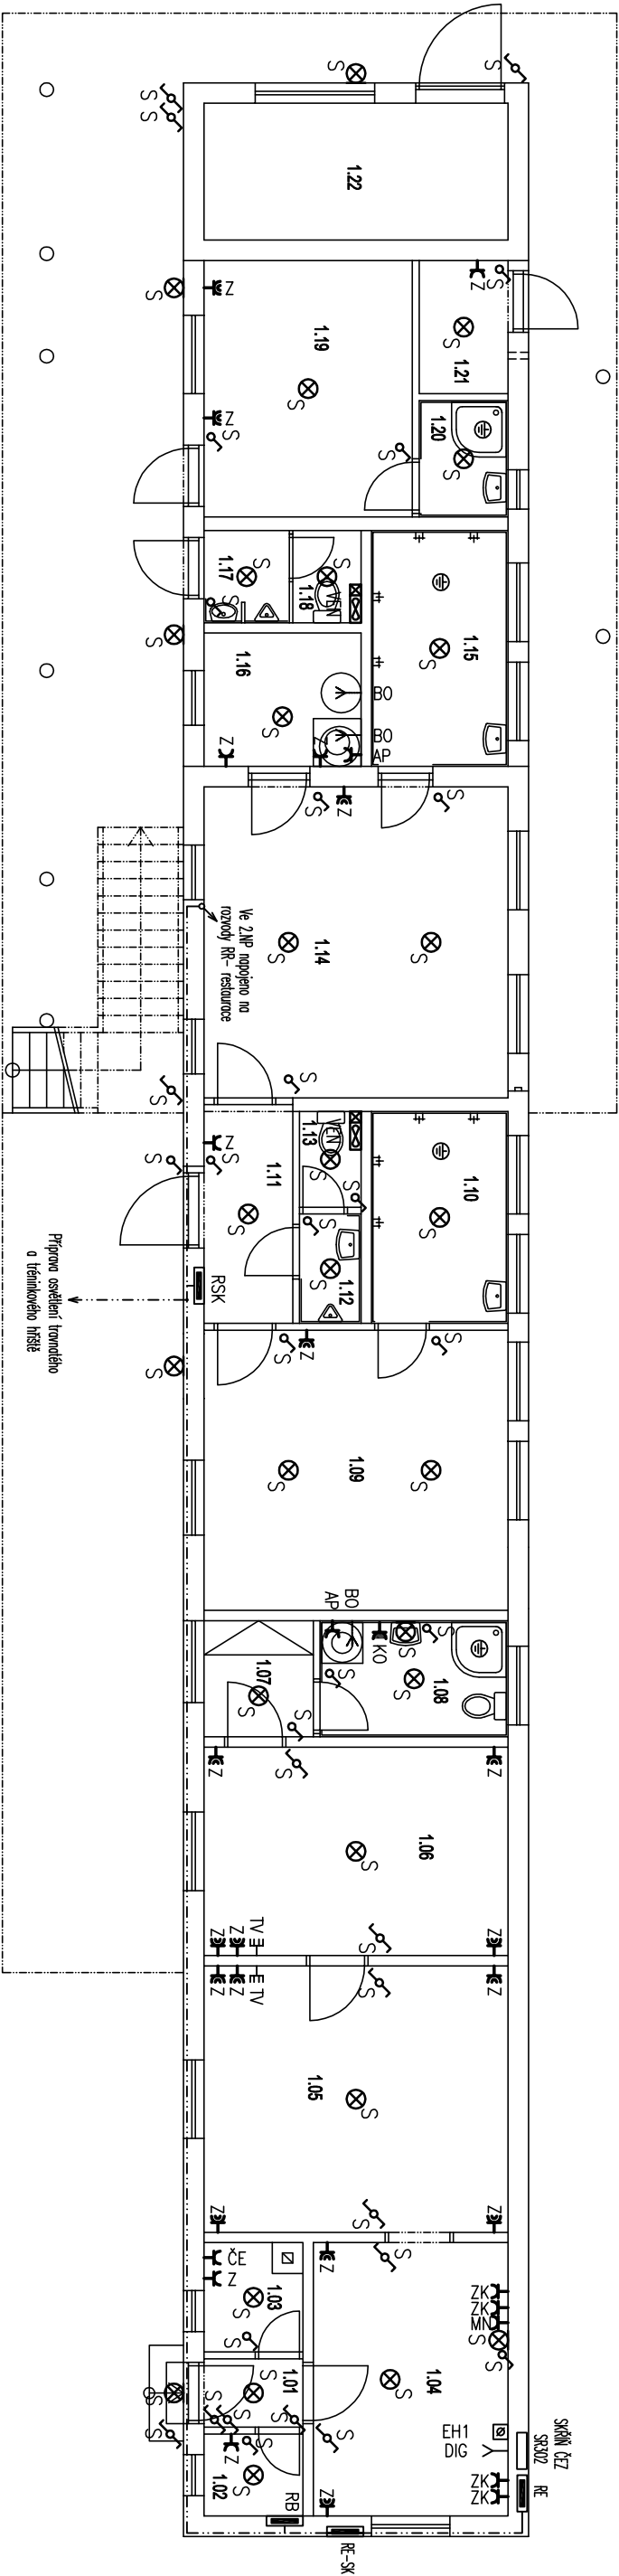 S
S
S
S
1.22
S
Z
Z
S
1.19
S
S
1.21
S
Z
S
S
1.20
S
S
1.17
S
S
1.18
S
VEN
1.15
S
1.16
S
BO
BO
AP
Z
Z
S
S
Z
S
1.14
S
S
Ve 2.NP napojeno na
rozvody RR- restaurace
S
S
S
S
Z
1.11
S
1.13
VEN
S
S
S
1.12
S
1.10
S
RSK
Příprava osvětlení travnatého
a tréninkového hřiště
S
S
Z
S
1.09
S
S
BO
AP
KO
S
S
S
1.08
S
1.07
S
S
S
Z
Z
1.06
S
S
TV
Z
Z
Z
TV
Z
Z
Z
S
1.05
S
S
Z
Z
ČE
Z
1.03
S
S
Z
S
ZK
ZK
MN
S
S
1.04
S
1.01
S
S
S
S
S
S
S
Z
1.02
S
RB
Z
EH1
DIG
ZK
ZK
SKŘÍŇ ČEZ
SR302
RE
RE-SK